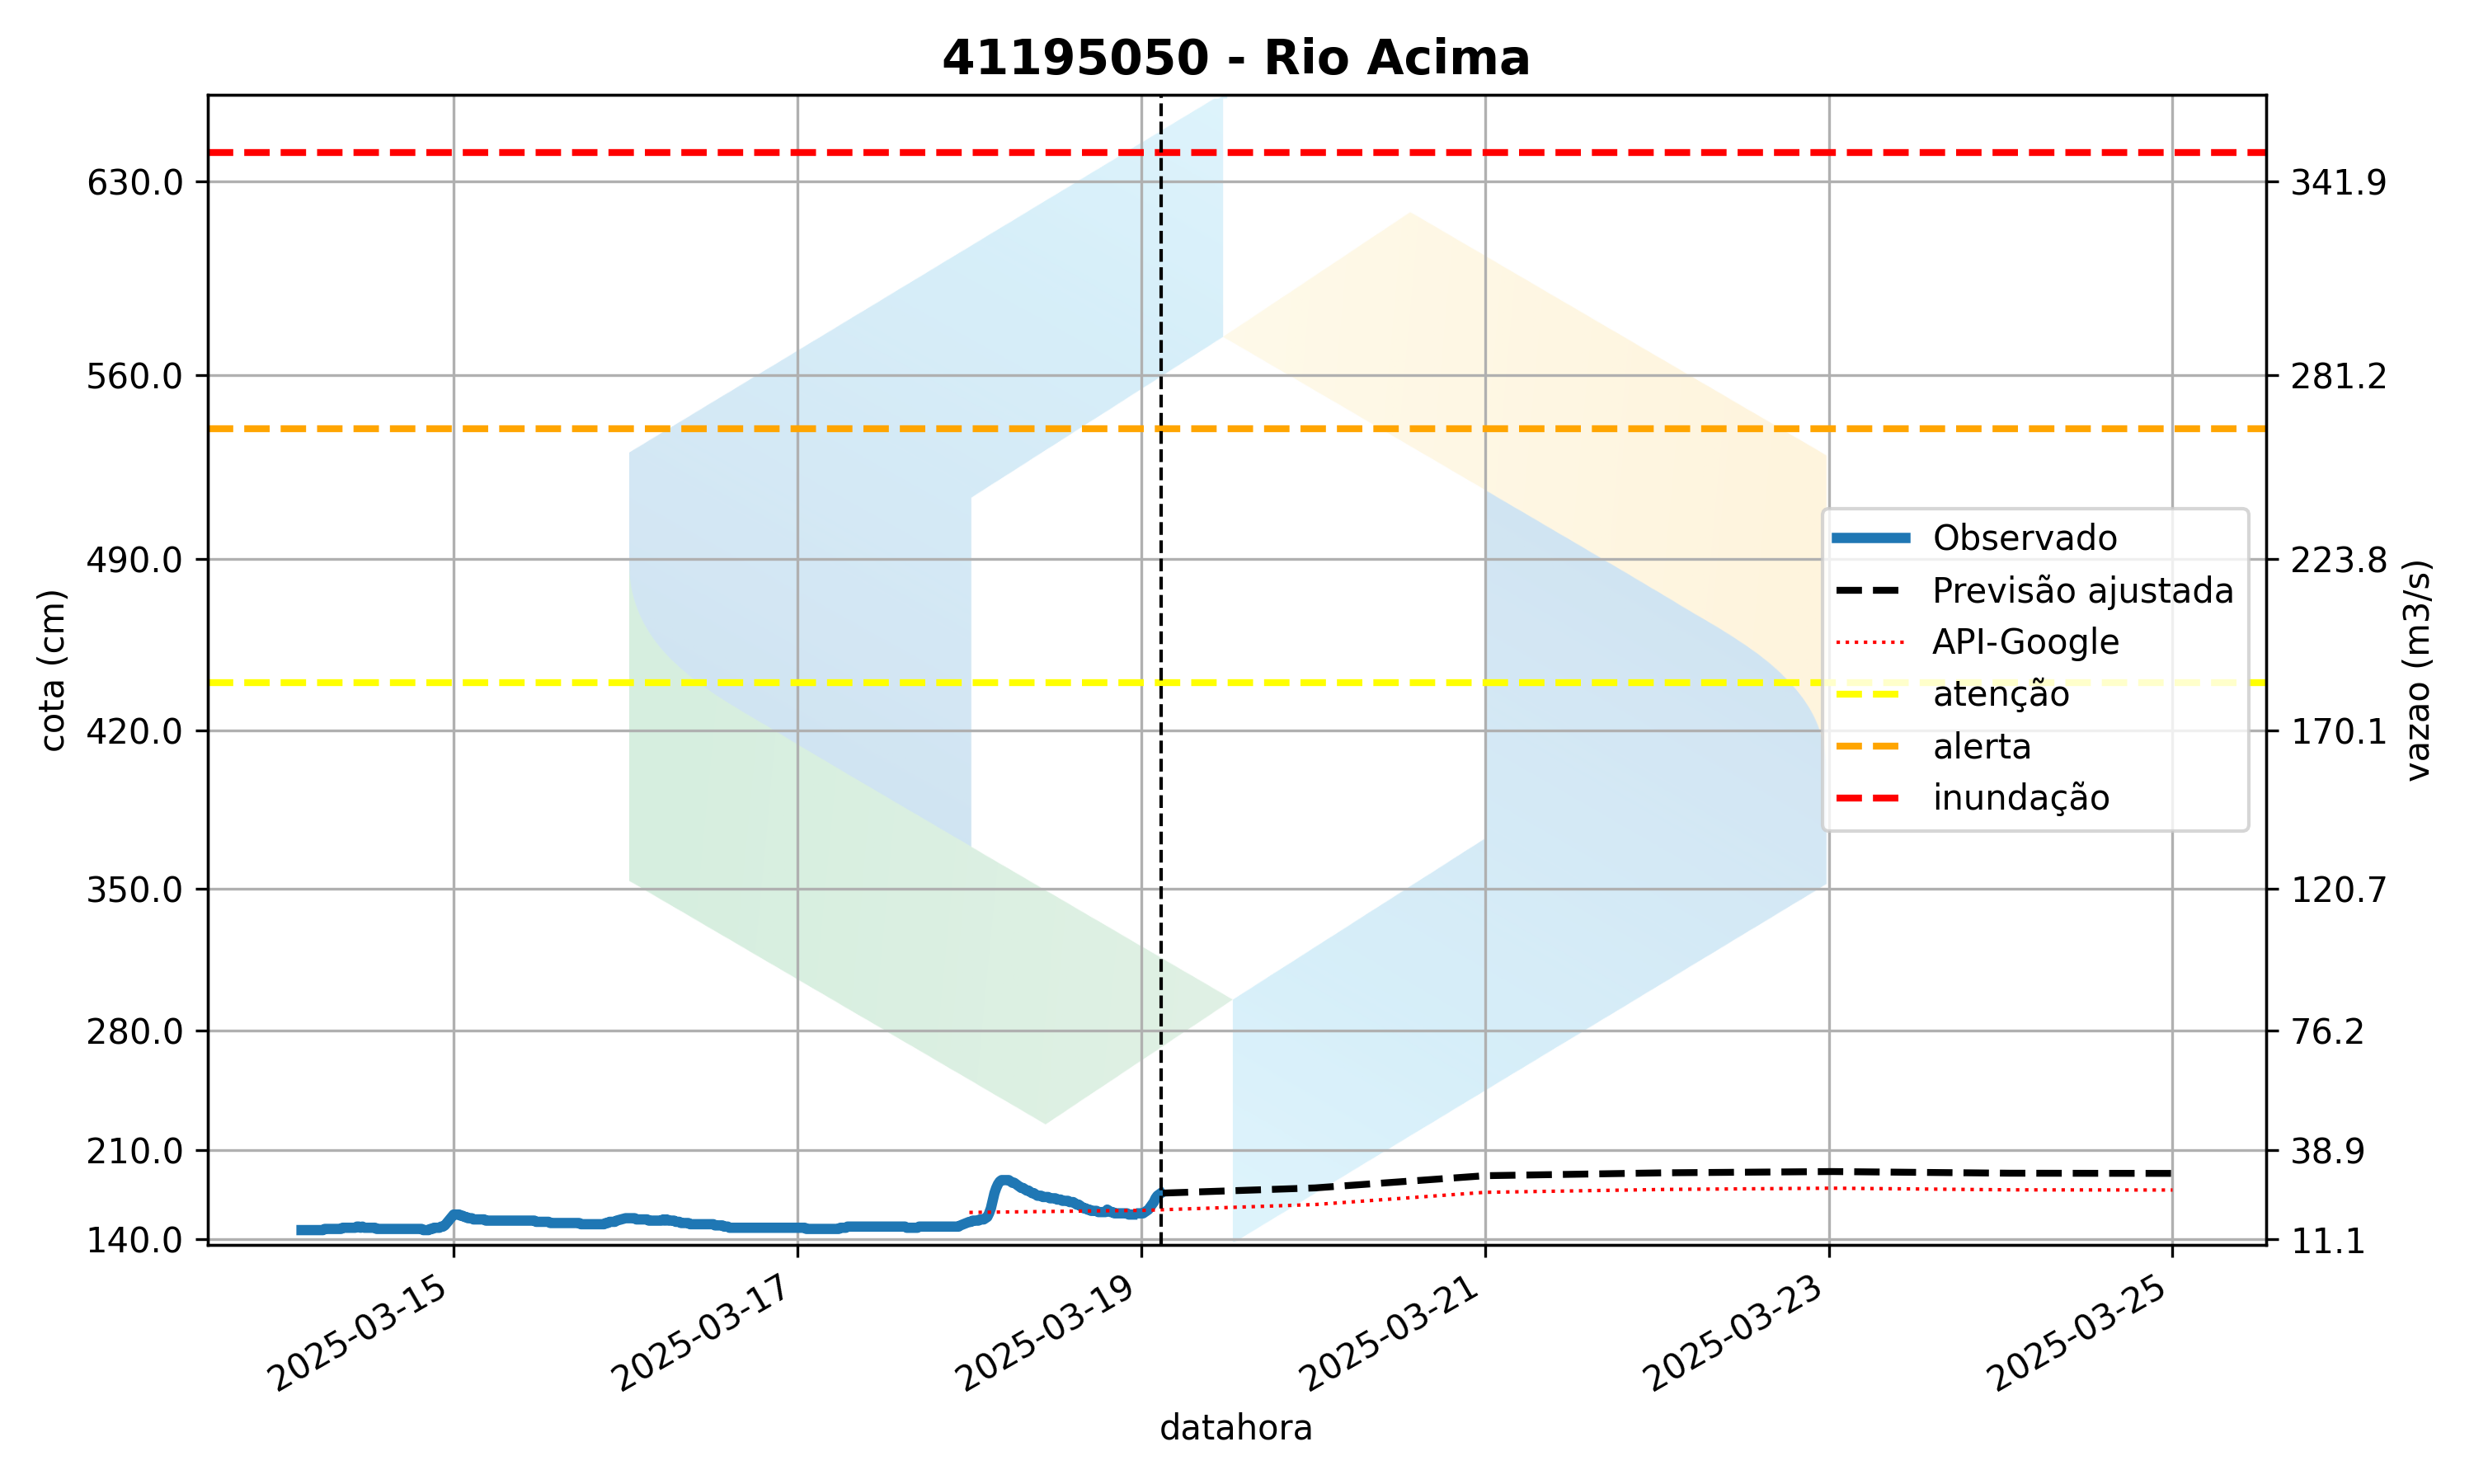 41195050 - Rio Acima
630.0
560.0
490.0
420.0
350.0
280.0
210.0
140.0
cota (cm)
341.9
281.2
223.8
170.1
120.7
76.2
38.9
11.1
vazao (m3/s)
Observado
Previsão ajustada
API-Google
atenção
alerta
inundação
2025-03-15
2025-03-17
2025-03-19
2025-03-21
2025-03-23
2025-03-25
datahora